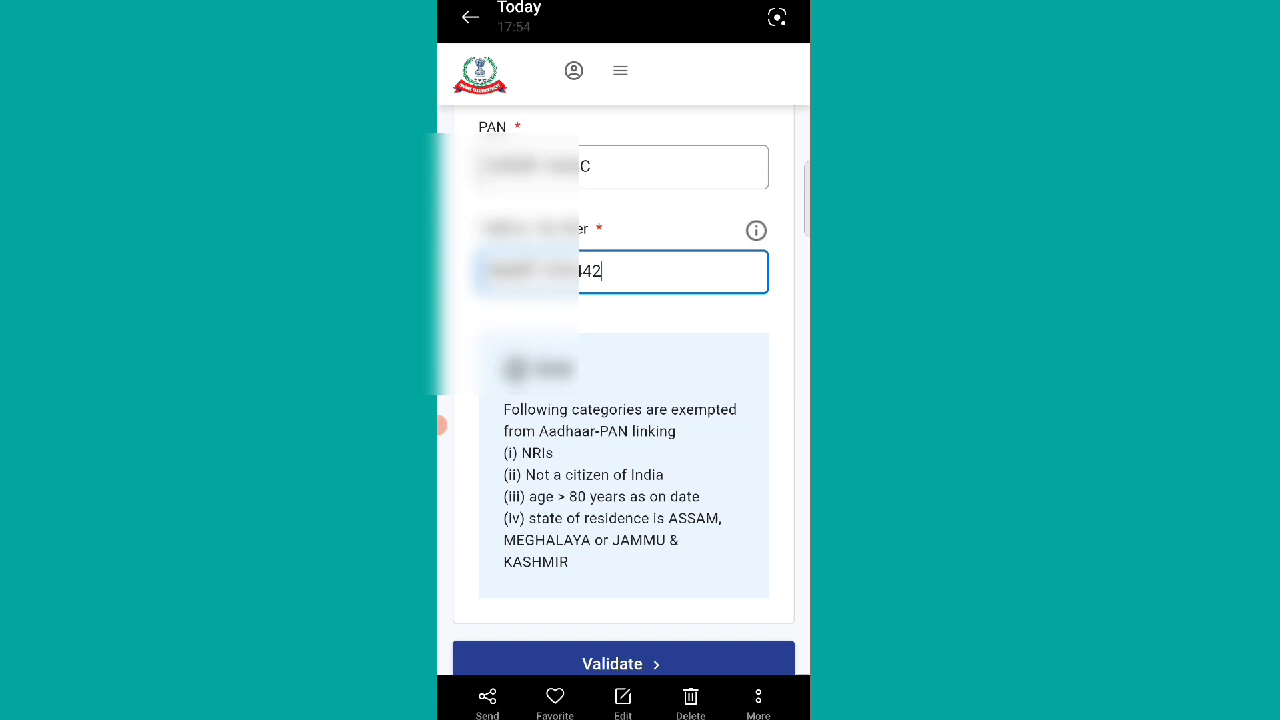 Today
17:54
PAN *
C
er *
442
Following categories are exempted
from Aadhaar-PAN linking
(i) NRIs
(ii) Not a citizen of India
(iii) age > 80 years as on date
(iv) state of residence is ASSAM,
MEGHALAYA or JAMMU &
KASHMIR
Validate >
Send Favorite Edit Delete More